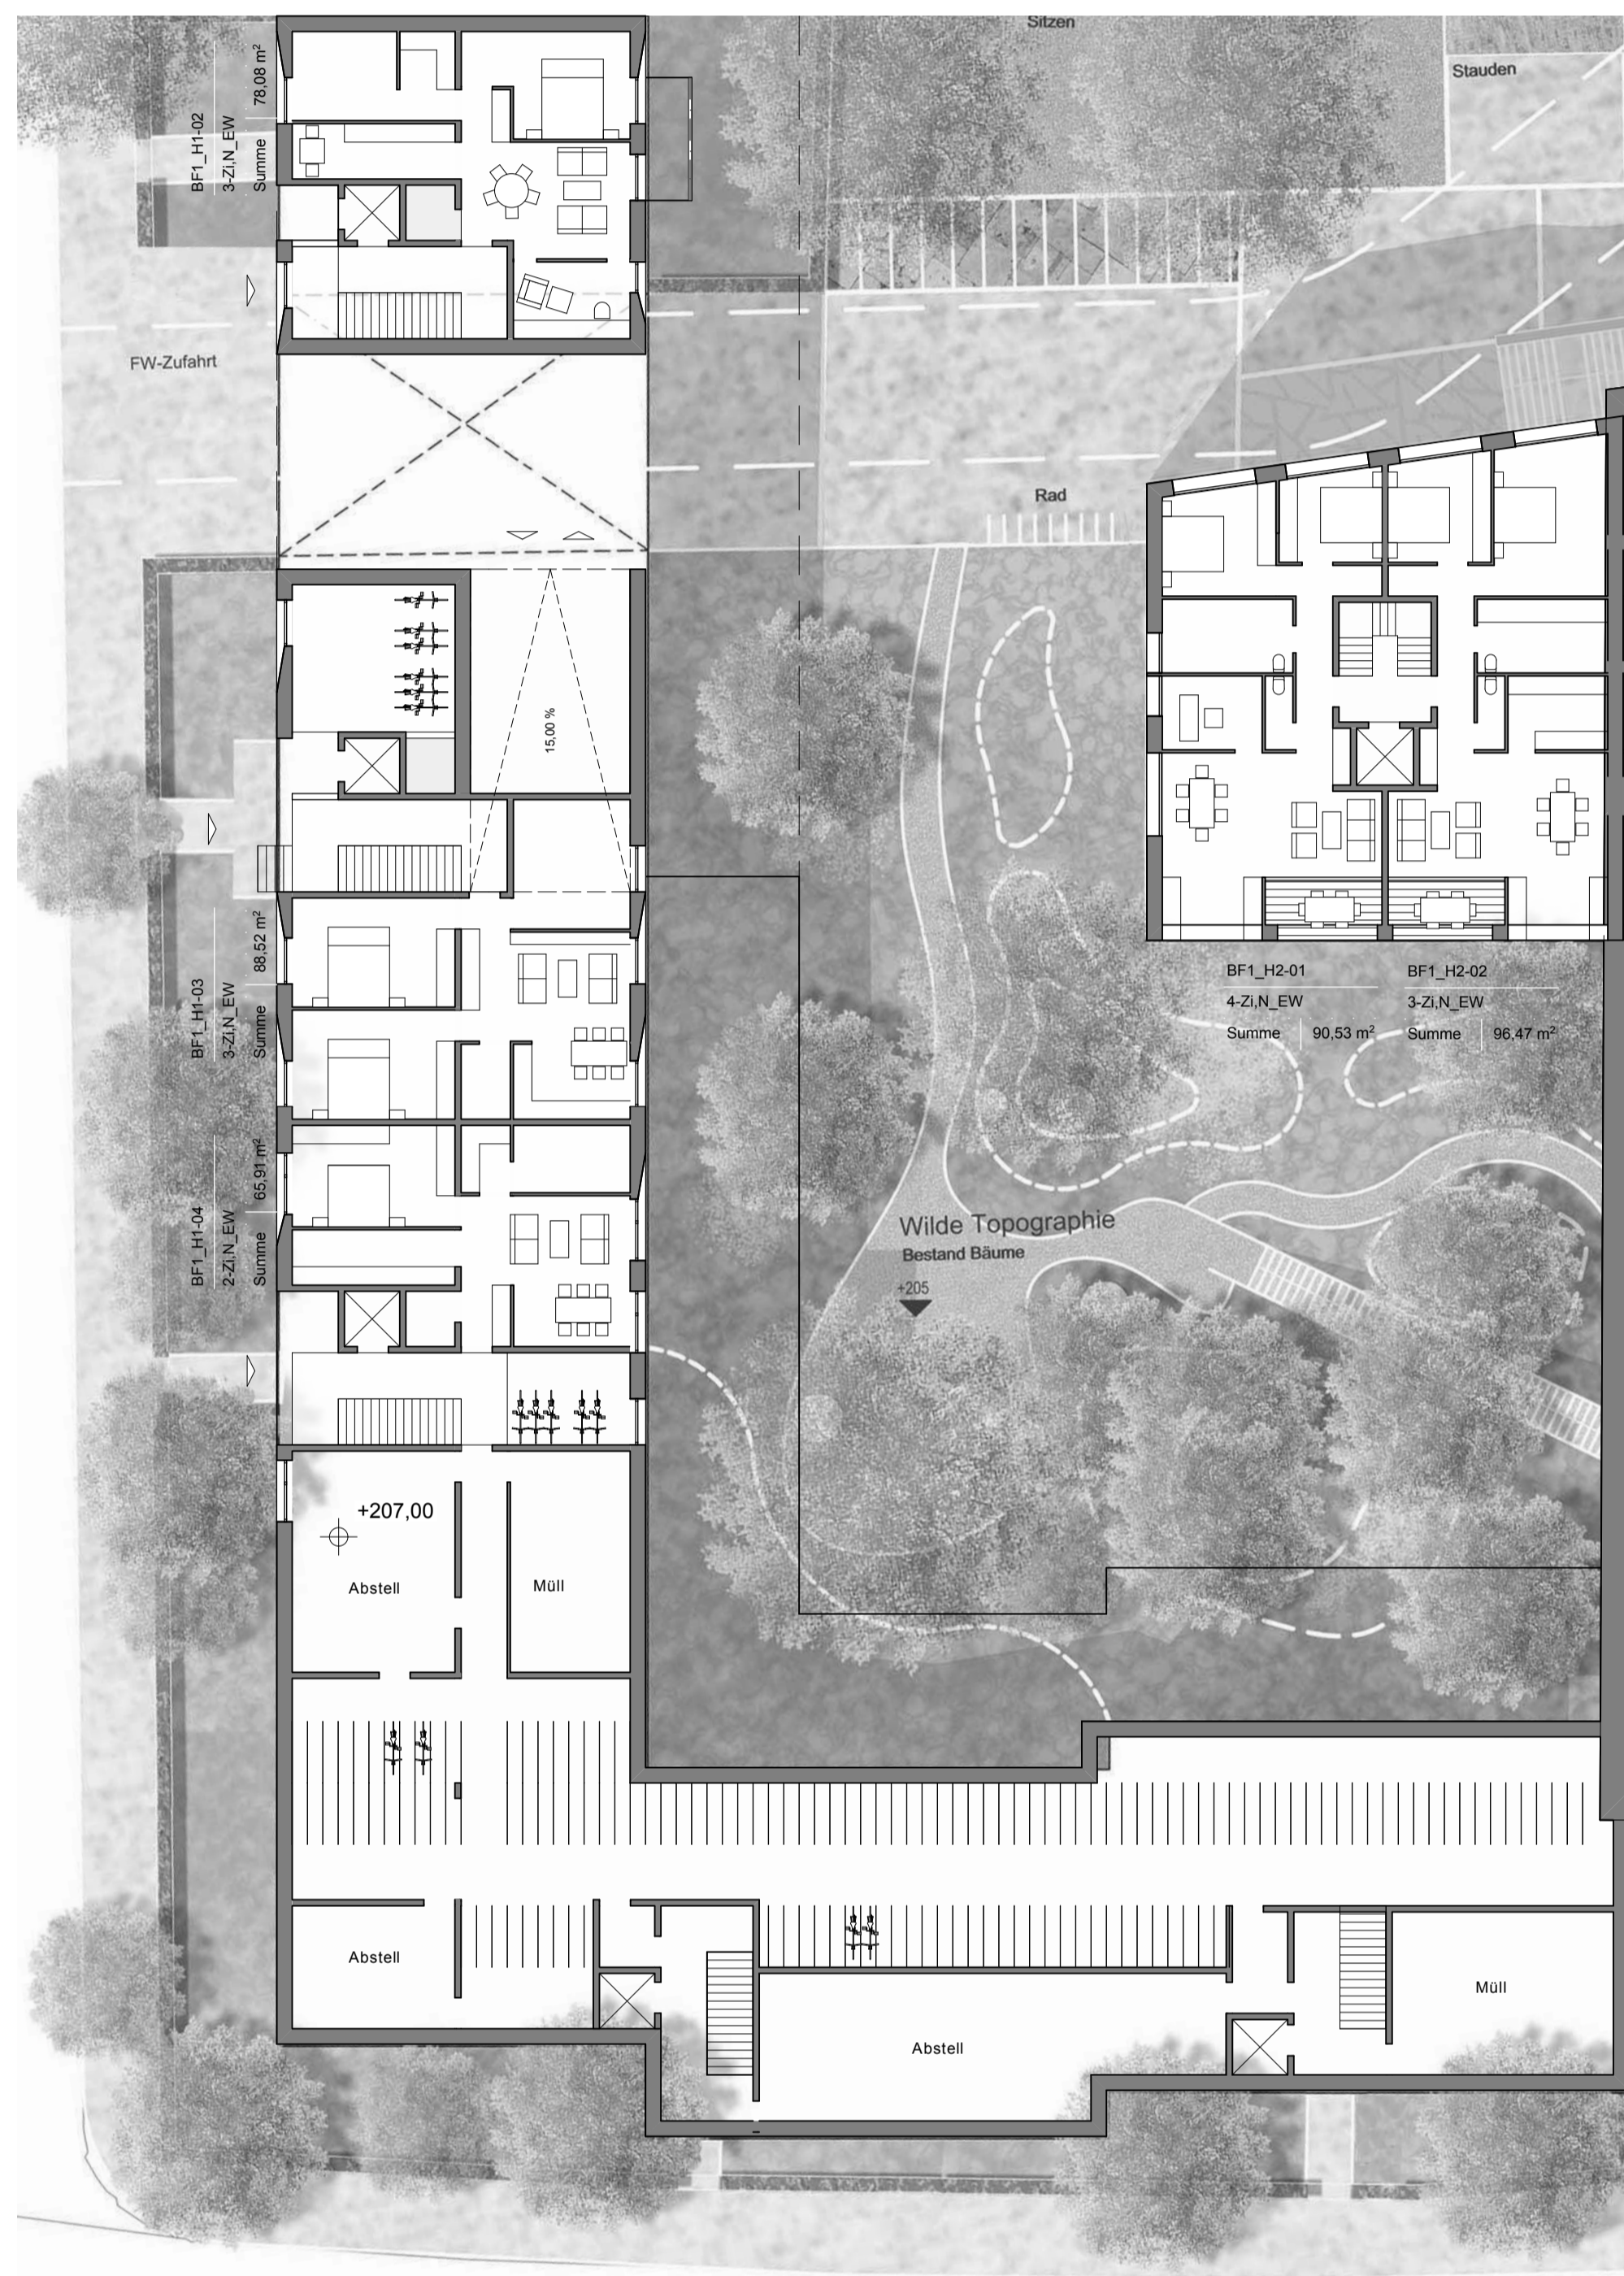 Sitzen
Stauden
BF1_H1-02
3-Zi,N_EW
Summe 78,08 m²
FW-Zufahrt
Rad
15,00 %
BF1_H1-03
3-Zi,N_EW
Summe 88,52 m²
BF1_H2-01
4-Zi,N_EW
Summe 90,53 m²
BF1_H2-02
3-Zi,N_EW
Summe 96,47 m²
BF1_H1-04
2-Zi,N_EW
Summe 65,91 m²
Wilde Topographie
Bestand Bäume
+205
+207,00
Abstell
Müll
Abstell
Müll
Abstell